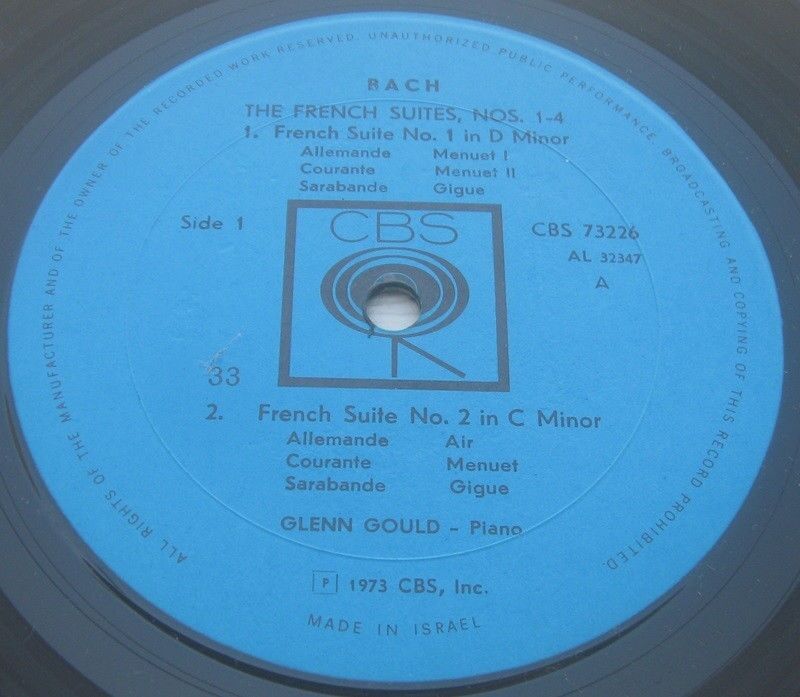 ALL RIGHTS OF THE MANUFACTURER AND OF THE OWNER OF THE RECORDED WORK RESERVED. UNAUTHORIZED PUBLIC PERFORMANCE. BROADCASTING AND COPYING OF THIS RECORD PROHIBITED.
BACH
THE FRENCH SUITES, NOS. 1-4
1. French Suite No. 1 in D Minor
Allemande Menuet I
Courante Menuet II
Sarabande Gigue
Side 1
CBS
CBS 73226
AL 32347
A
33
2. French Suite No. 2 in C Minor
Allemande Air
Courante Menuet
Sarabande Gigue
GLENN GOULD - Piano
P 1973 CBS, Inc.
MADE IN ISRAEL